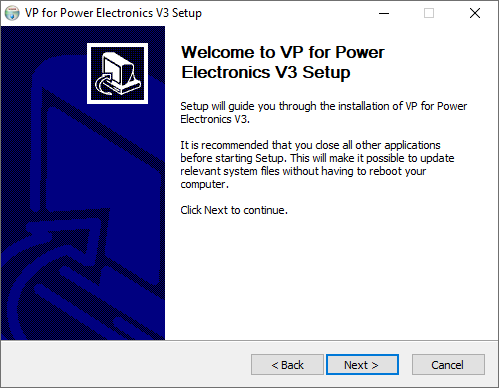 VP for Power Electronics V3 Setup
Welcome to VP for Power
Electronics V3 Setup
Setup will guide you through the installation of VP for Power
Electronics V3.
It is recommended that you close all other applications
before starting Setup. This will make it possible to update
relevant system files without having to reboot your
computer.
Click Next to continue.
< Back Next > Cancel